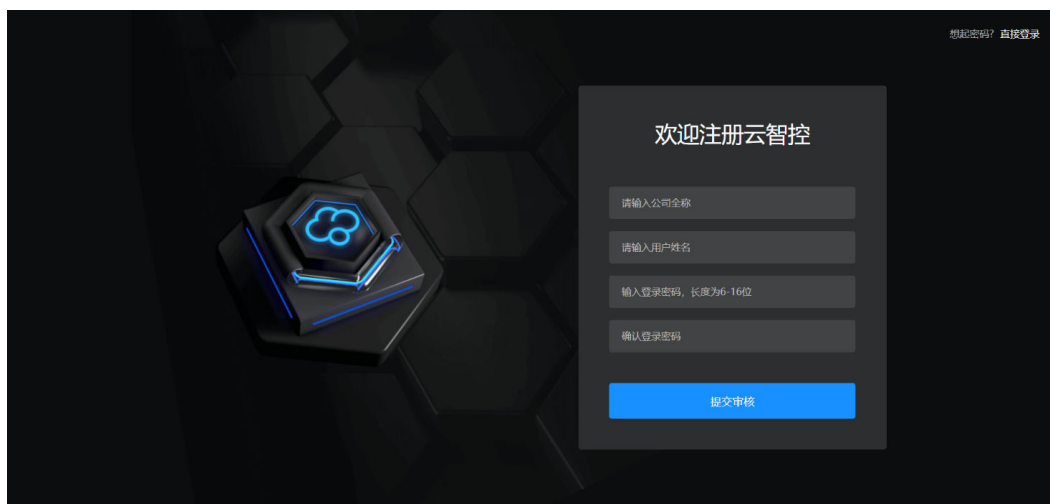 想起密码? 直接登录
欢迎注册云智控
请输入公司全称
请输入用户姓名
输入登录密码，长度为6-16位
确认登录密码
提交审核